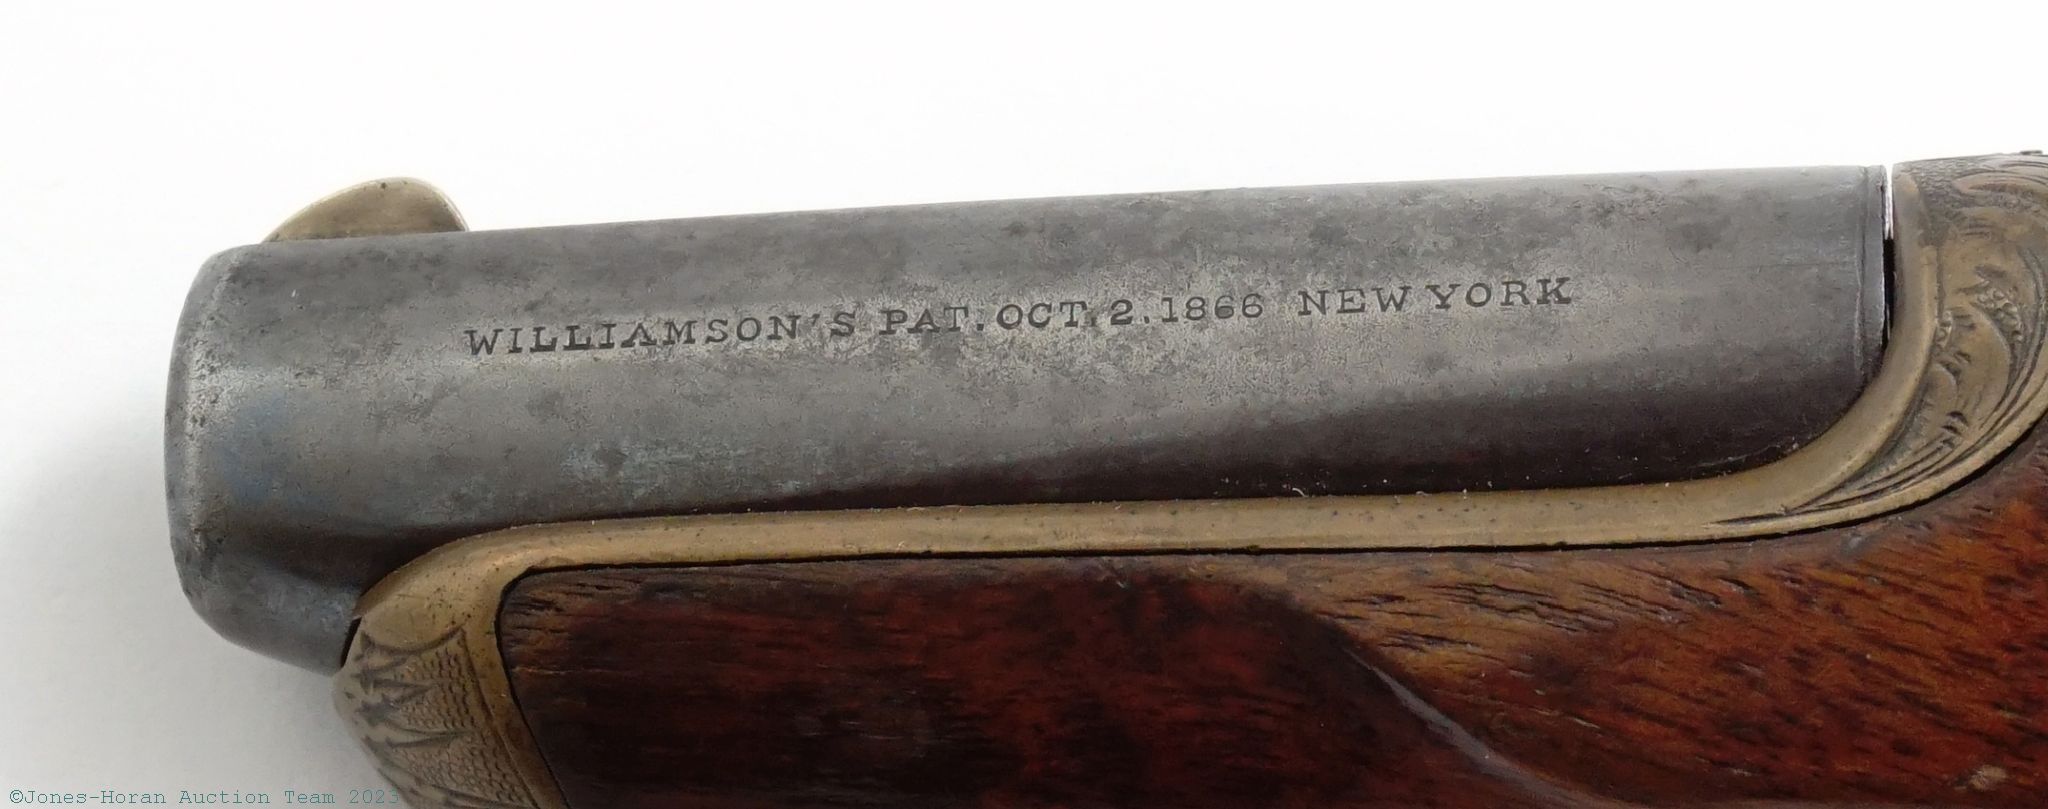 WILLIAMSON'S PAT. OCT. 2. 1866 NEW YORK
©Jones-Horan Auction Team 2023